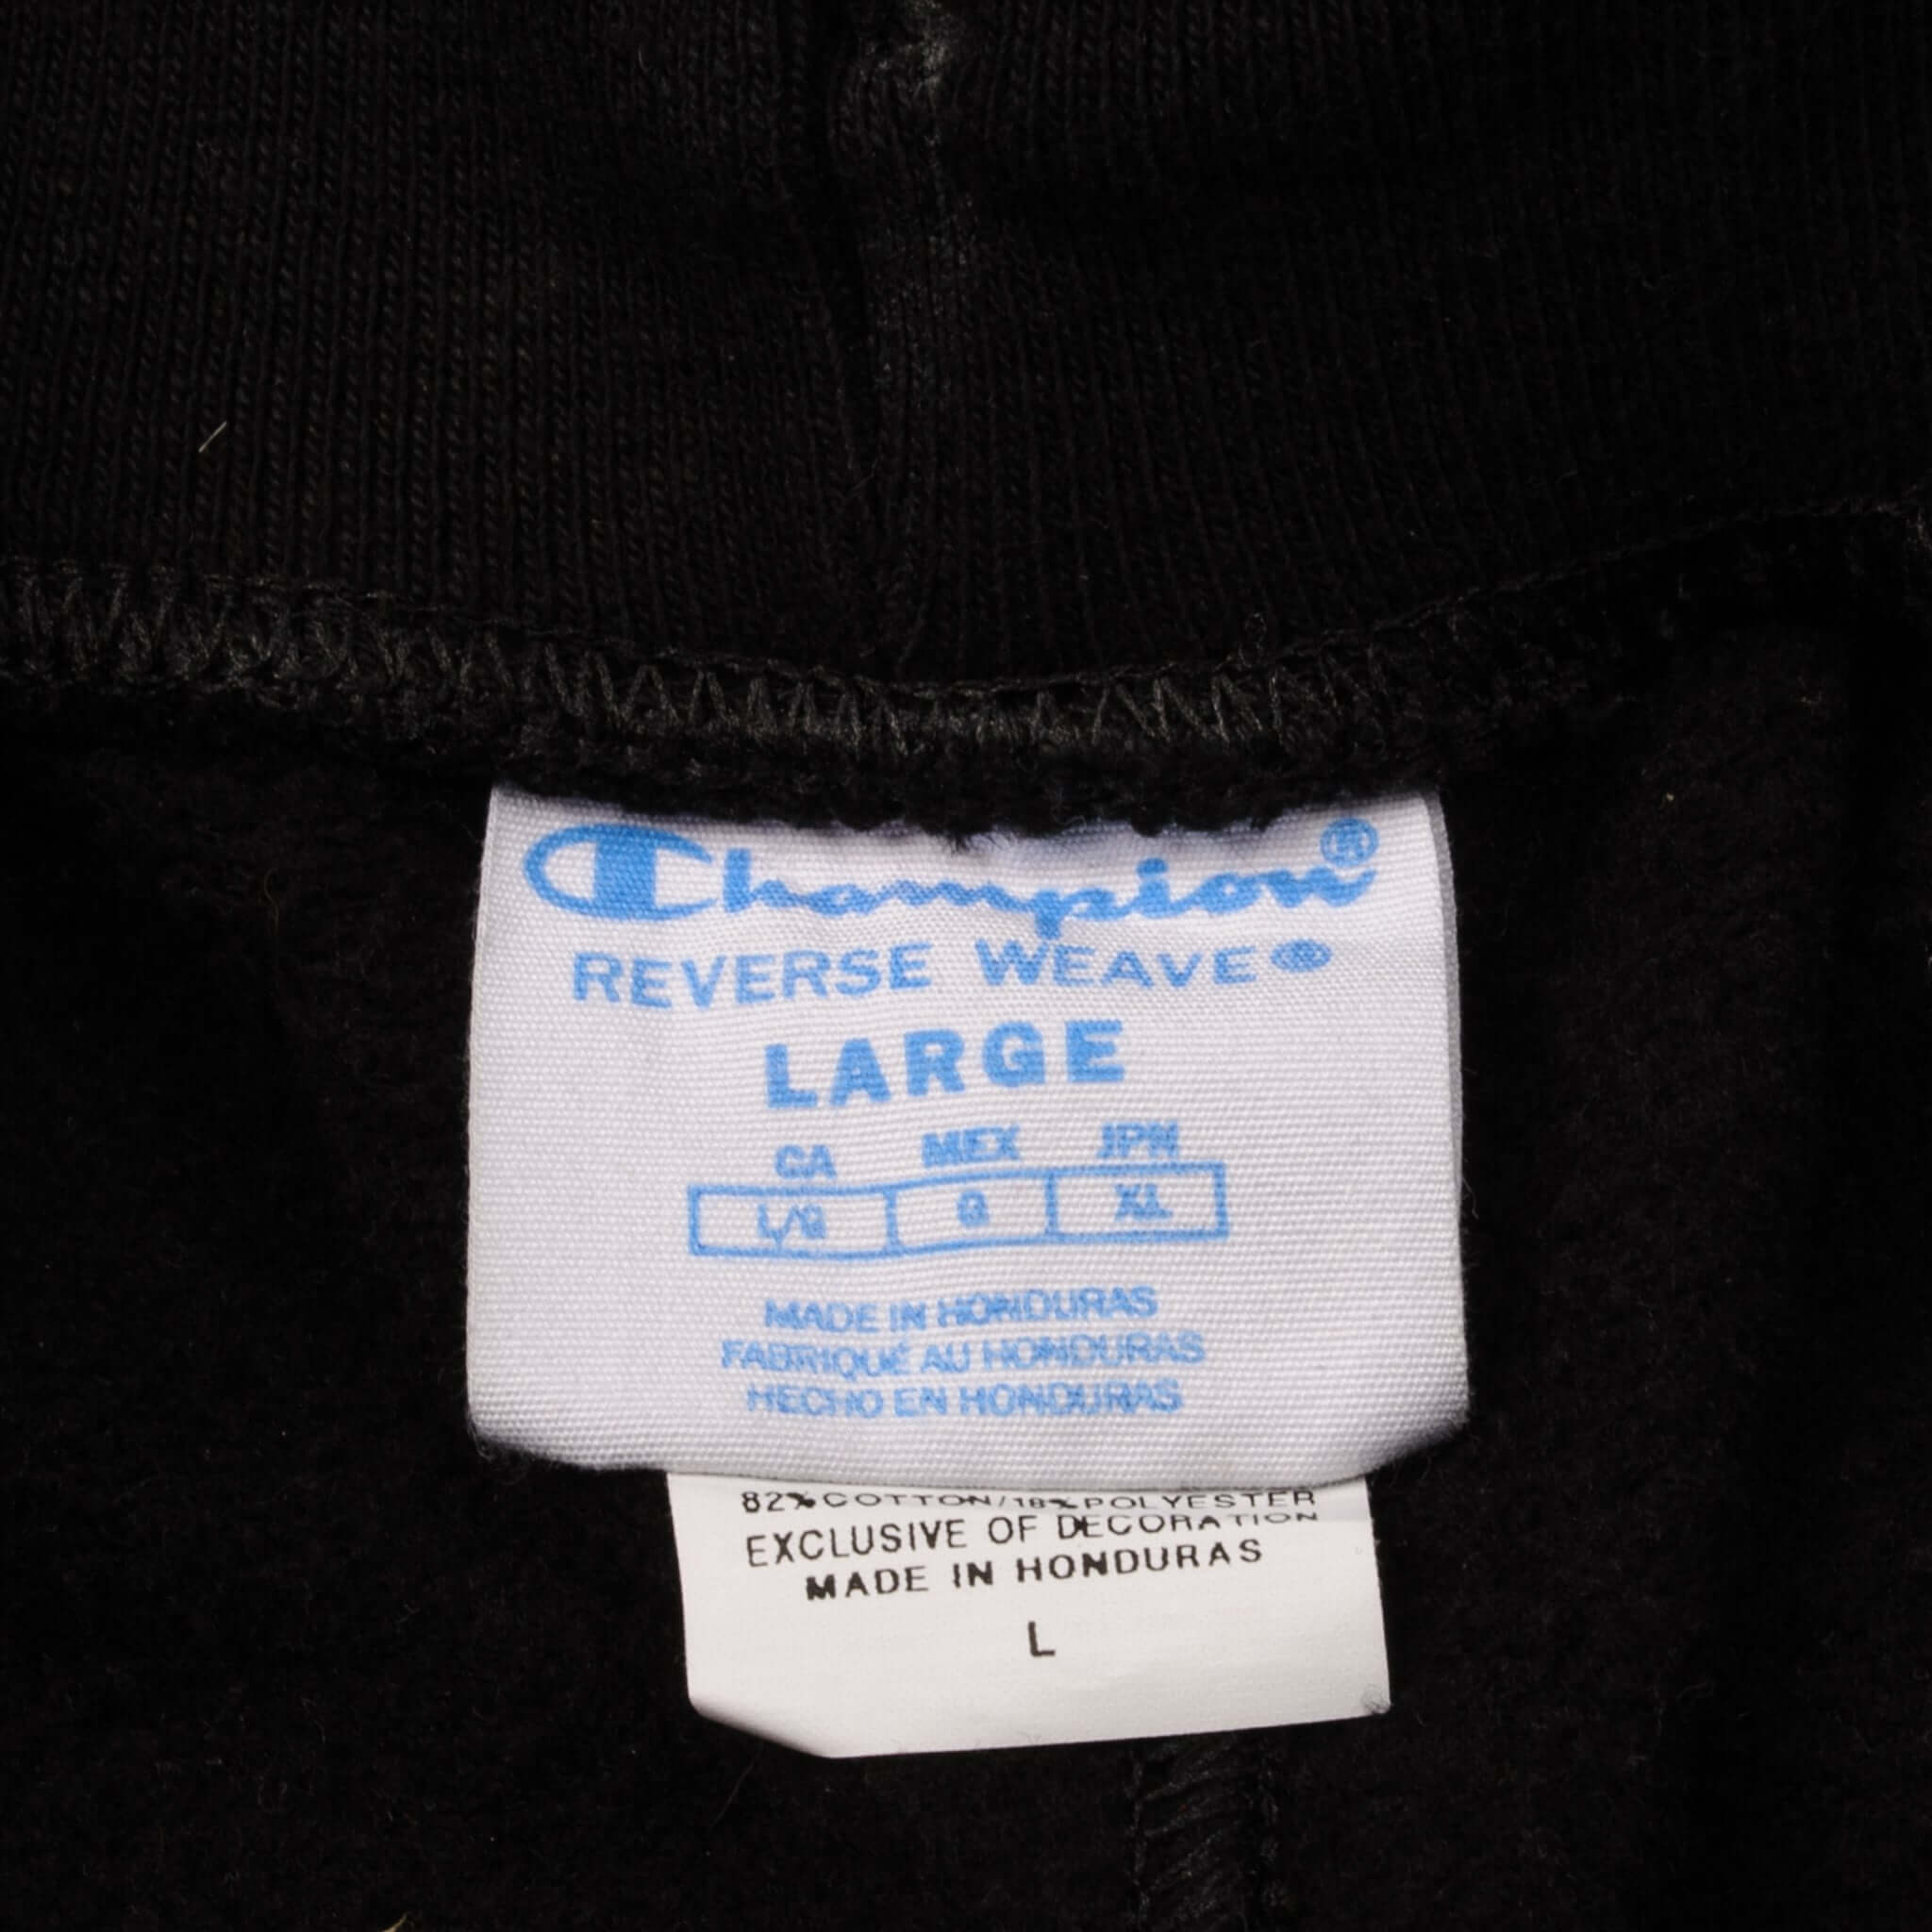 Champion®
REVERSE WEAVE®
LARGE
CA MEX JPN
L/G G XL
MADE IN HONDURAS
FABRIQUÉ AU HONDURAS
HECHO EN HONDURAS
82%COTTON/18%POLYESTER
EXCLUSIVE OF DECORATION
MADE IN HONDURAS
L